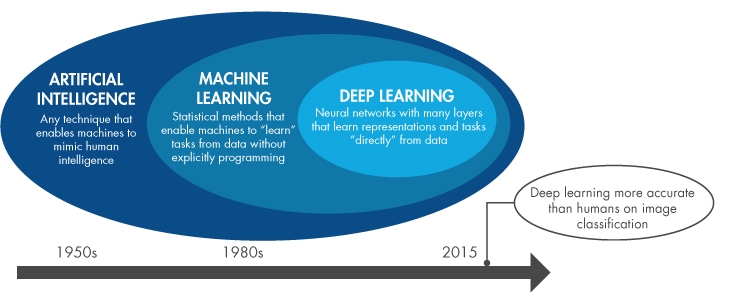 ARTIFICIAL
INTELLIGENCE
Any technique that
enables machines to
mimic human
intelligence
MACHINE
LEARNING
Statistical methods that
enable machines to “learn”
tasks from data without
explicitly programming
DEEP LEARNING
Neural networks with many layers
that learn representations and tasks
“directly” from data
Deep learning more accurate
than humans on image
classification
1950s
1980s
2015